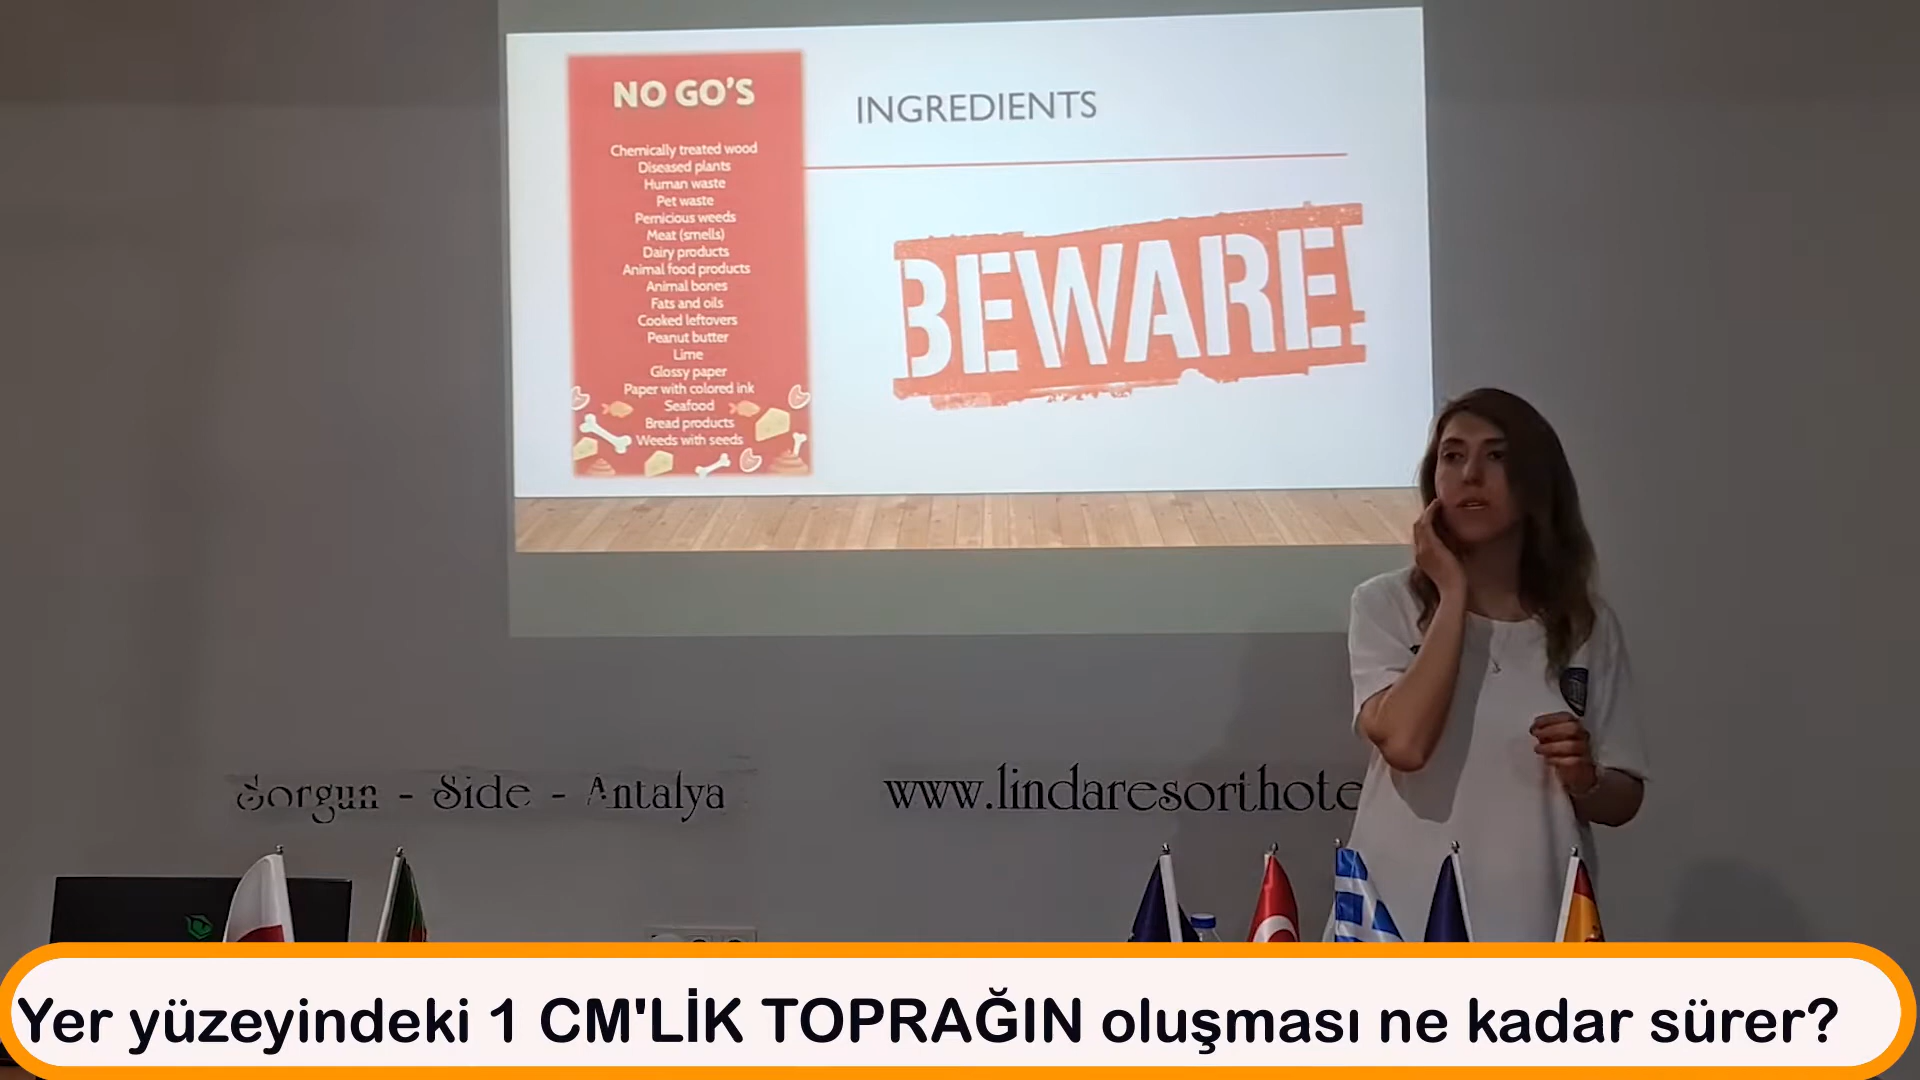 NO GO'S
Chemically treated wood
Diseased plants
Human waste
Pet waste
Pernicious weeds
Meat (smells)
Dairy products
Animal food products
Animal bones
Fats and oils
Cooked leftovers
Peanut butter
Lime
Glossy paper
Paper with colored ink
Seafood
Bread products
Weeds with seeds
INGREDIENTS
BEWARE!
Sorgun - Side - Antalya
www.lindaresorthote
Yer yüzeyindeki 1 CM'LİK TOPRAĞIN oluşması ne kadar sürer?